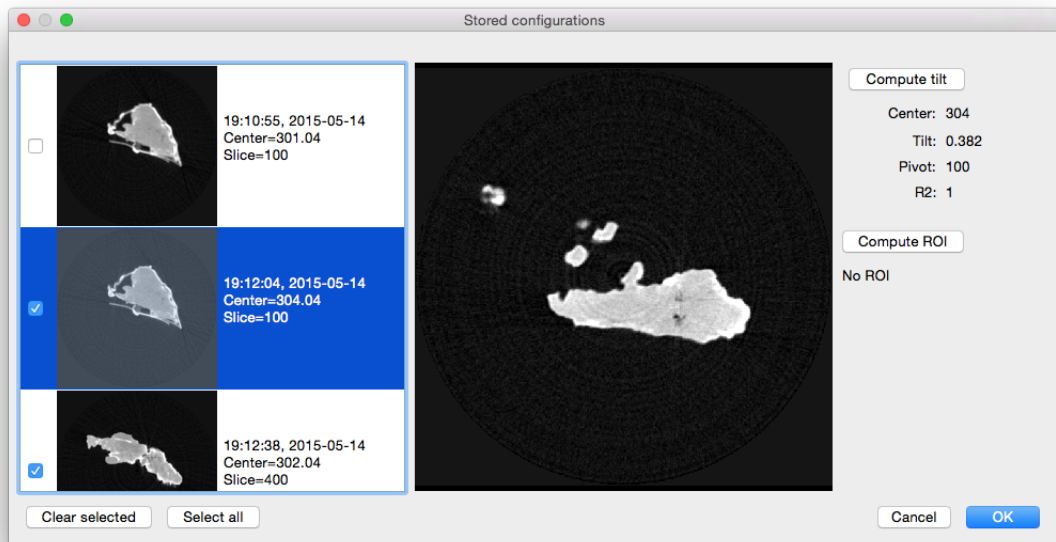 Stored configurations
19:10:55, 2015-05-14
Center=301.04
Slice=100
19:12:04, 2015-05-14
Center=304.04
Slice=100
19:12:38, 2015-05-14
Center=302.04
Slice=400
Compute tilt
Center: 304
Tilt: 0.382
Pivot: 100
R2: 1
Compute ROI
No ROI
Clear selected
Select all
Cancel
OK